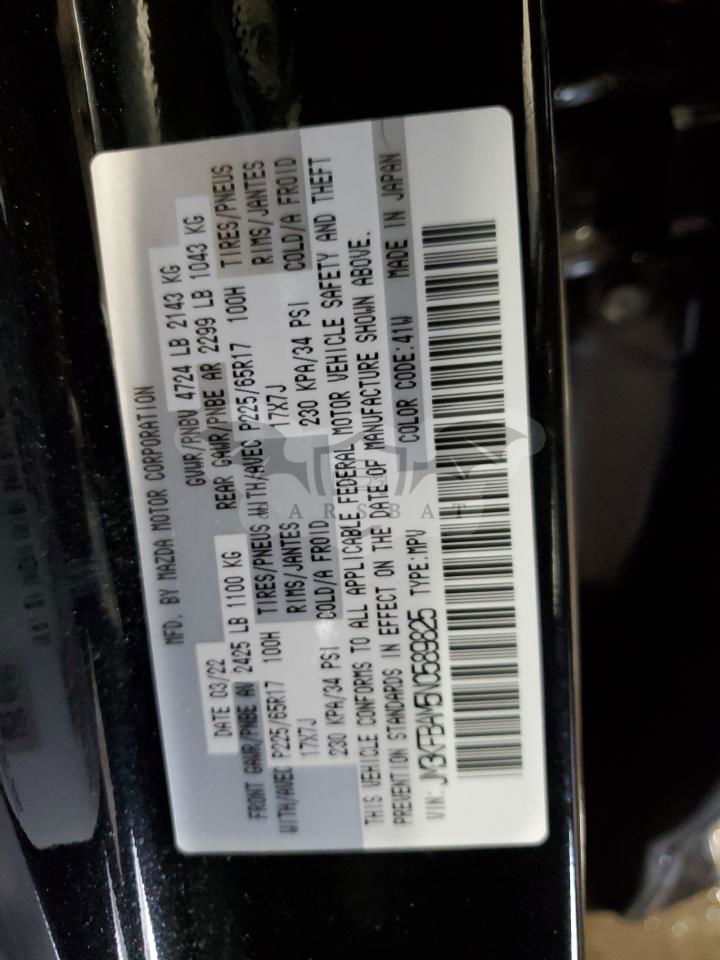 MFD. BY MAZDA MOTOR CORPORATION
DATE 03/22 GVWR/PNBV 4724 LB 2143 KG
FRONT GAWR/PNBE AV 2425 LB 1100 KG REAR GAWR/PNBE AR 2299 LB 1043 KG
WITH/AVEC P225/65R17 100H TIRES/PNEUS WITH/AVEC P225/65R17 100H TIRES/PNEUS
17X7J RIMS/JANTES 17X7J RIMS/JANTES
230 KPA/34 PSI COLD/A FROID 230 KPA/34 PSI COLD/A FROID
THIS VEHICLE CONFORMS TO ALL APPLICABLE FEDERAL MOTOR VEHICLE SAFETY AND THEFT
PREVENTION STANDARDS IN EFFECT ON THE DATE OF MANUFACTURE SHOWN ABOVE.
VIN: JM3KFBAM5N0589825 TYPE:MPV COLOR CODE:41W MADE IN JAPAN
CARSBAT